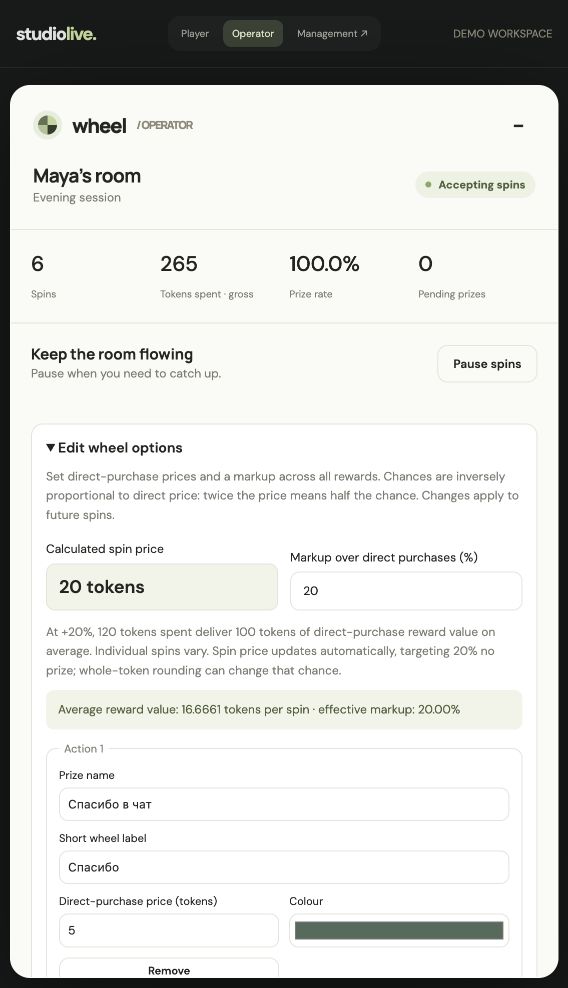 studiolive.
Player
Operator
Management ↗
DEMO WORKSPACE
wheel
/ OPERATOR
–
Maya's room
Evening session
Accepting spins
6
265
100.0%
0
Spins
Tokens spent · gross
Prize rate
Pending prizes
Keep the room flowing
Pause when you need to catch up.
Pause spins
▼ Edit wheel options
Set direct-purchase prices and a markup across all rewards. Chances are inversely
proportional to direct price: twice the price means half the chance. Changes apply to
future spins.
Calculated spin price
Markup over direct purchases (%)
20 tokens
20
At +20%, 120 tokens spent deliver 100 tokens of direct-purchase reward value on
average. Individual spins vary. Spin price updates automatically, targeting 20% no
prize; whole-token rounding can change that chance.
Average reward value: 16.6661 tokens per spin · effective markup: 20.00%
Action 1
Prize name
Спасибо в чат
Short wheel label
Спасибо
Direct-purchase price (tokens)
Colour
5
Remove